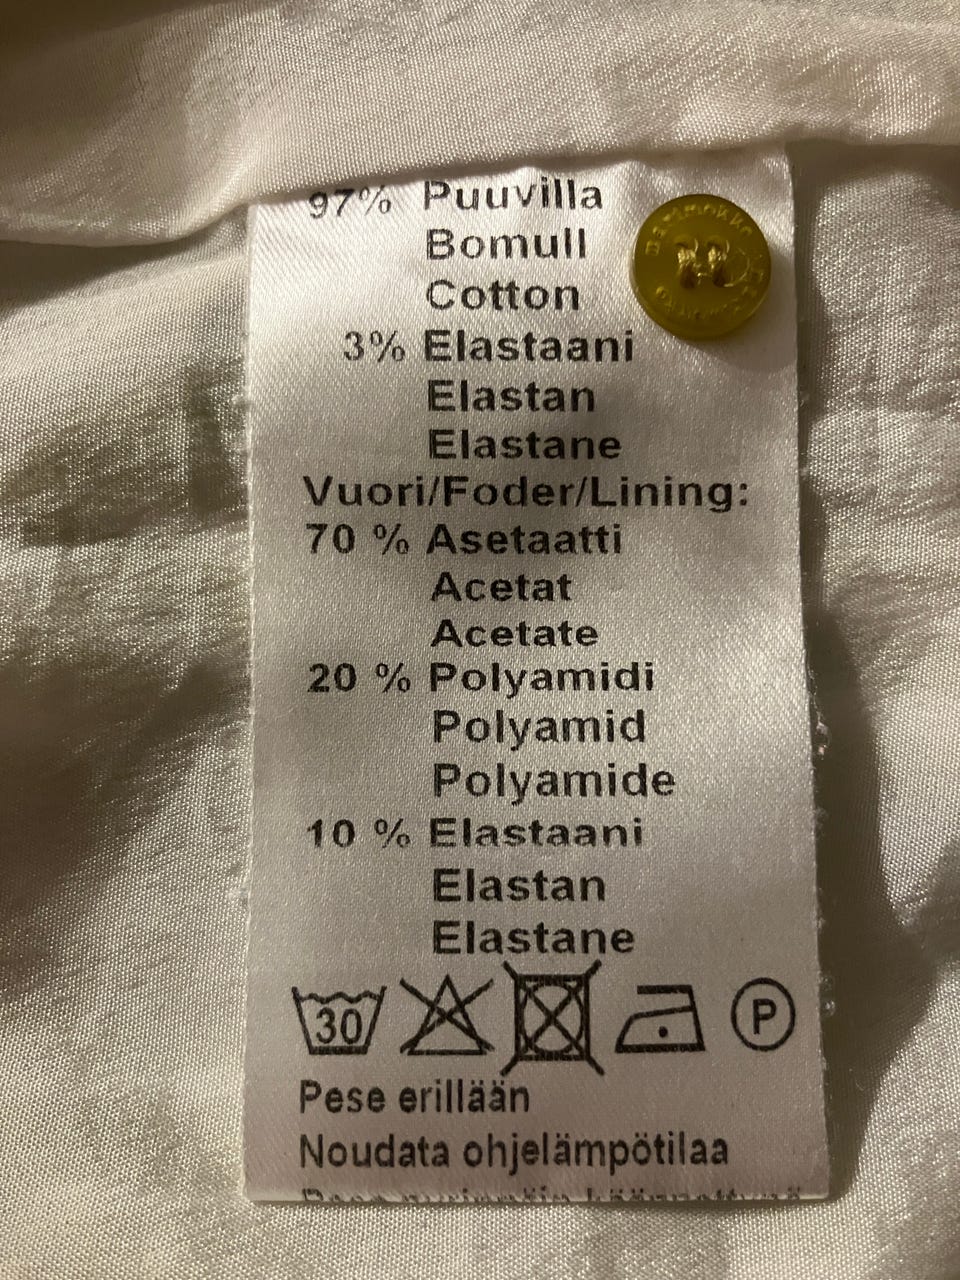 97% Puuvilla
Bomull
Cotton
3% Elastaani
Elastan
Elastane
Vuori/Foder/Lining:
70 % Asetaatti
Acetat
Acetate
20 % Polyamidi
Polyamid
Polyamide
10 % Elastaani
Elastan
Elastane
30 P
Pese erillään
Noudata ohjelämpötilaa
marimekko